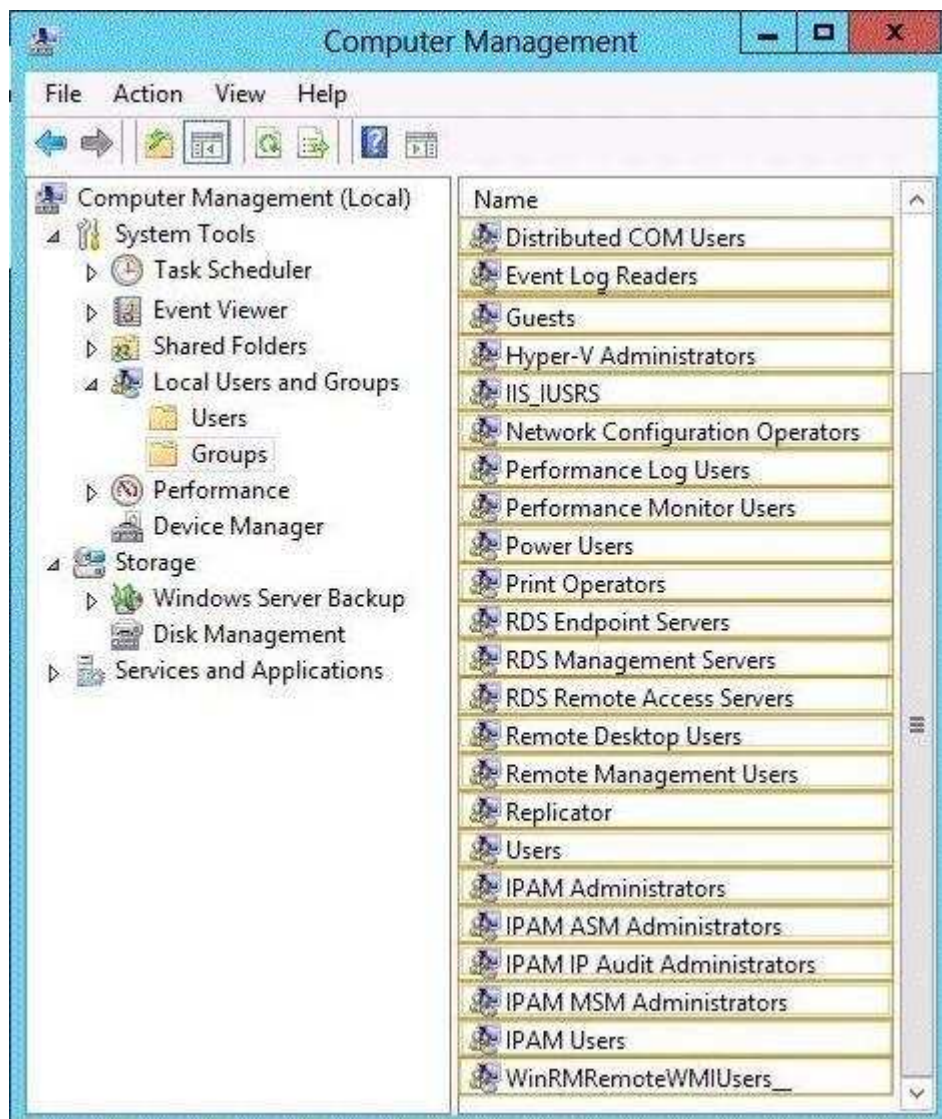 Computer Management
File Action View Help
Computer Management (Local)
System Tools
Task Scheduler
Event Viewer
Shared Folders
Local Users and Groups
Users
Groups
Performance
Device Manager
Storage
Windows Server Backup
Disk Management
Services and Applications
Name
Distributed COM Users
Event Log Readers
Guests
Hyper-V Administrators
IIS_IUSRS
Network Configuration Operators
Performance Log Users
Performance Monitor Users
Power Users
Print Operators
RDS Endpoint Servers
RDS Management Servers
RDS Remote Access Servers
Remote Desktop Users
Remote Management Users
Replicator
Users
IPAM Administrators
IPAM ASM Administrators
IPAM IP Audit Administrators
IPAM MSM Administrators
IPAM Users
WinRMRemoteWMIUsers__